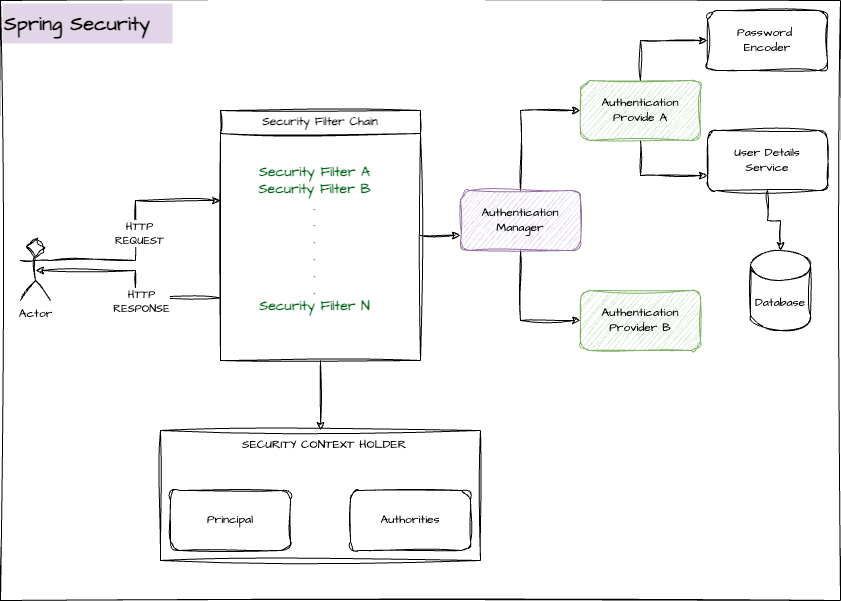 Spring Security
Password
Encoder
Authentication
Provide A
Security Filter Chain
User Details
Service
Security Filter A
Security Filter B
.
.
.
.
.
.
Authentication
Manager
HTTP
REQUEST
HTTP
RESPONSE
Security Filter N
Actor
Database
Authentication
Provider B
SECURITY CONTEXT HOLDER
Principal
Authorities